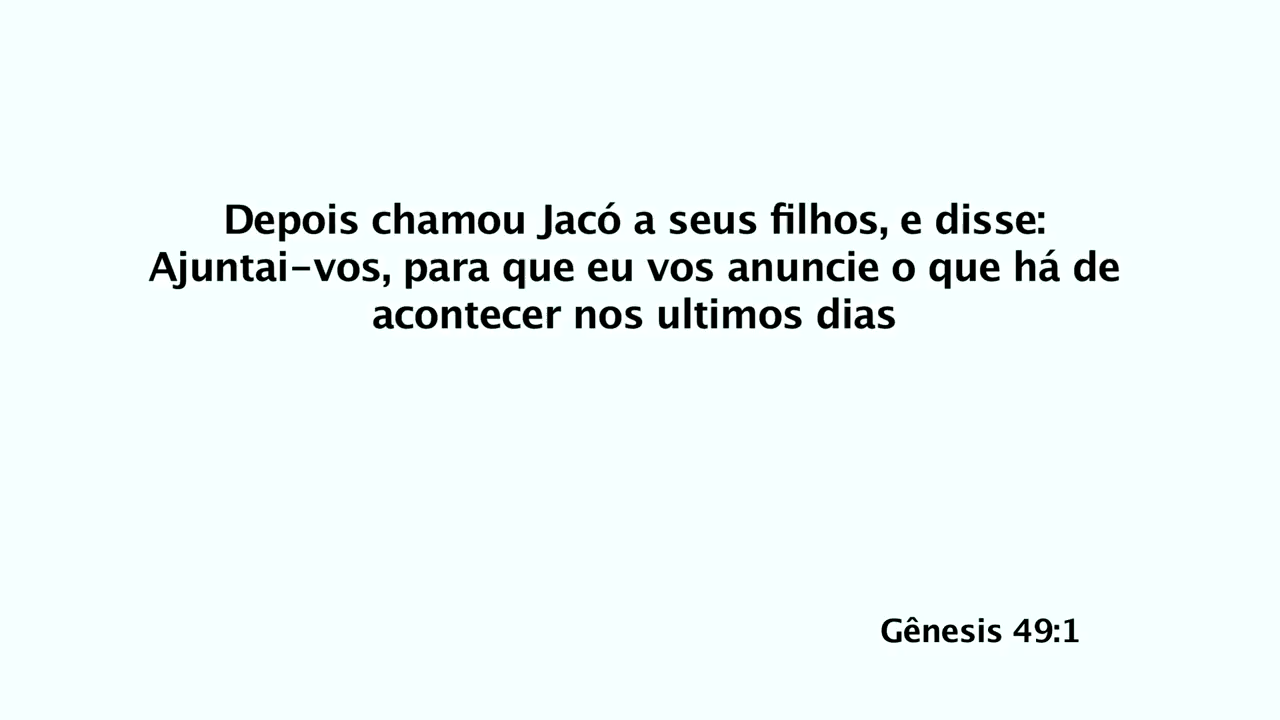 Depois chamou Jacó a seus filhos, e disse:
Ajuntai-vos, para que eu vos anuncie o que há de
acontecer nos ultimos dias
Gênesis 49:1